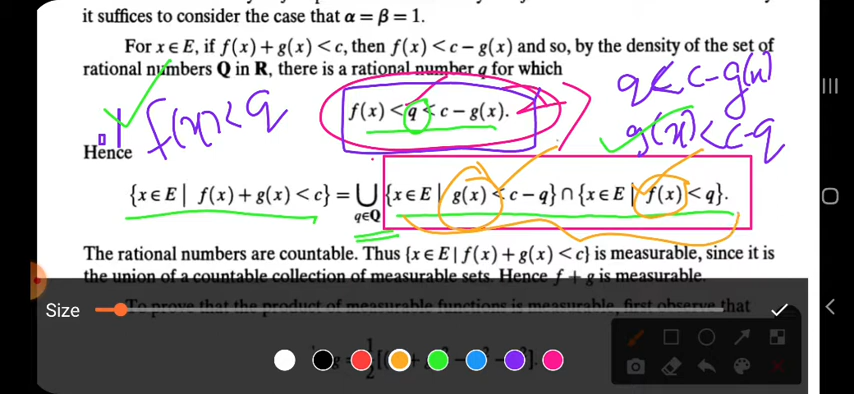 it suffices to consider the case that α = β = 1.
For x ∈ E, if f(x) + g(x) < c, then f(x) < c − g(x) and so, by the density of the set of
rational numbers Q in R, there is a rational number q for which
q < c-g(x)
f(x) < q < c − g(x).
f(x) < q
g(x) < c-q
Hence
{x ∈ E | f(x) + g(x) < c} = ⋃ {x ∈ E | g(x) < c − q} ∩ {x ∈ E | f(x) < q}.
q∈Q
The rational numbers are countable. Thus {x ∈ E | f(x) + g(x) < c} is measurable, since it is
the union of a countable collection of measurable sets. Hence f + g is measurable.
To prove that the product of measurable functions is measurable, first observe that
Size